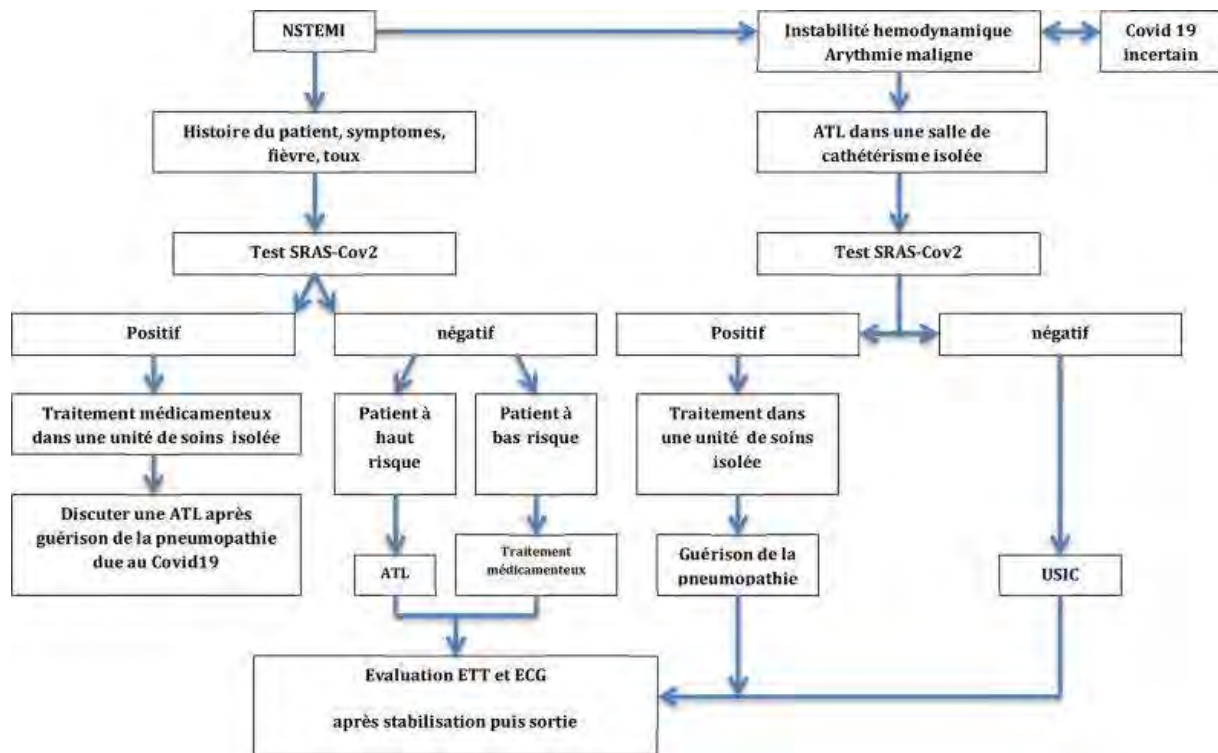 NSTEMI
Instabilité hemodynamique
Arythmie maligne
Covid 19
incertain
Histoire du patient, symptomes,
fièvre, toux
ATL dans une salle de
cathétérisme isolée
Test SRAS-Cov2
Test SRAS-Cov2
Positif
négatif
Positif
négatif
Traitement médicamenteux
dans une unité de soins isolée
Patient à
haut
risque
Patient à
bas risque
Traitement dans
une unité de soins
isolée
Discuter une ATL après
guérison de la pneumopathie
due au Covid19
ATL
Traitement
médicamenteux
Guérison de la
pneumopathie
USIC
Evaluation ETT et ECG
après stabilisation puis sortie